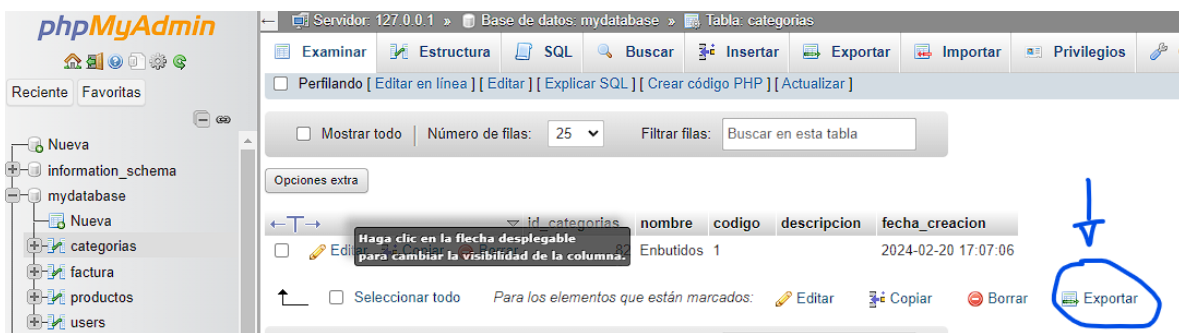 phpMyAdmin
Reciente Favoritas
Nueva
information_schema
mydatabase
Nueva
categorias
factura
productos
users
Servidor: 127.0.0.1 » Base de datos: mydatabase » Tabla: categorias
Examinar Estructura SQL Buscar Insertar Exportar Importar Privilegios
Perfilando [ Editar en línea ] [ Editar ] [ Explicar SQL ] [ Crear código PHP ] [ Actualizar ]
Mostrar todo Número de filas: 25 Filtrar filas: Buscar en esta tabla
Opciones extra
id_categorias nombre codigo descripcion fecha_creacion
Haga clic en la flecha desplegable
para cambiar la visibilidad de la columna.
Editar Copiar Borrar 82 Enbutidos 1 2024-02-20 17:07:06
Seleccionar todo Para los elementos que están marcados: Editar Copiar Borrar Exportar